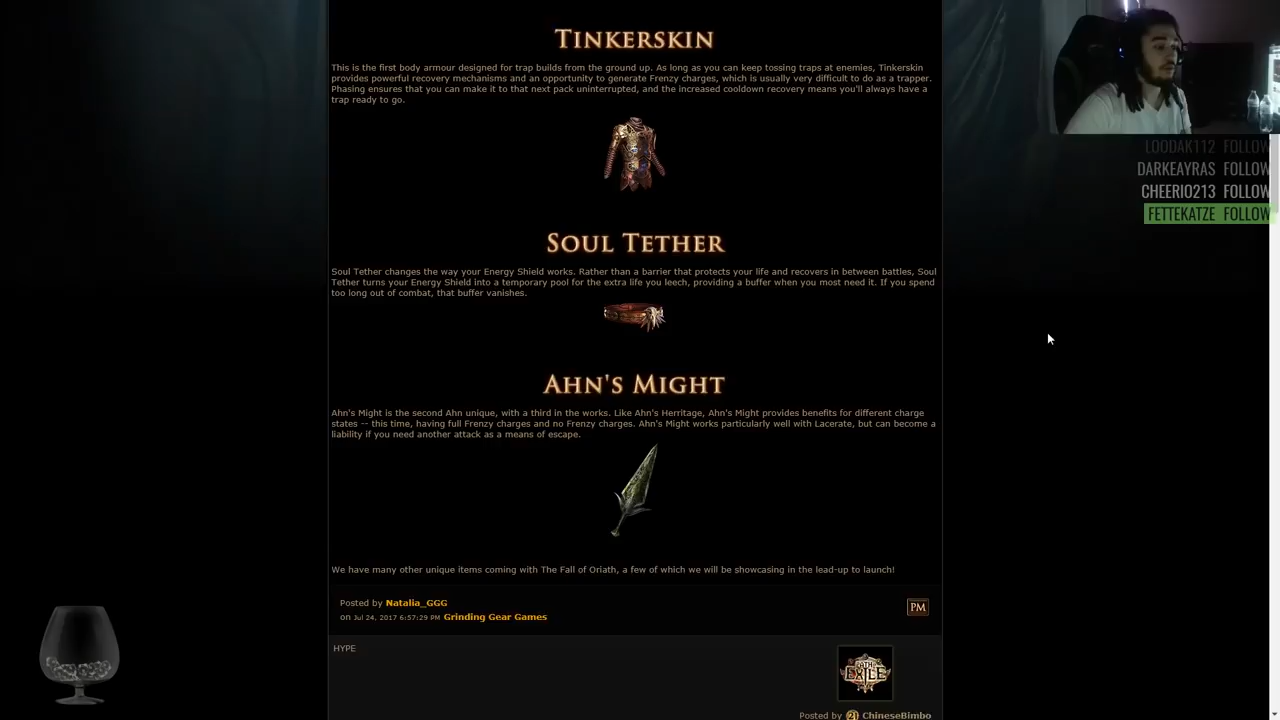 TINKERSKIN
This is the first body armour designed for trap builds from the ground up. As long as you can keep tossing traps at enemies, Tinkerskin
provides powerful recovery mechanisms and an opportunity to generate Frenzy charges, which is usually very difficult to do as a trapper.
Phasing ensures that you can make it to that next pack uninterrupted, and the increased cooldown recovery means you'll always have a
trap ready to go.
LOODAK112 FOLLOW
DARKEAYRAS FOLLOW
CHEERIO213 FOLLOW
FETTEKATZE FOLLOW
SOUL TETHER
Soul Tether changes the way your Energy Shield works. Rather than a barrier that protects your life and recovers in between battles, Soul
Tether turns your Energy Shield into a temporary pool for the extra life you leech, providing a buffer when you most need it. If you spend
too long out of combat, that buffer vanishes.
AHN'S MIGHT
Ahn's Might is the second Ahn unique, with a third in the works. Like Ahn's Herritage, Ahn's Might provides benefits for different charge
states -- this time, having full Frenzy charges and no Frenzy charges. Ahn's Might works particularly well with Lacerate, but can become a
liability if you need another attack as a means of escape.
We have many other unique items coming with The Fall of Oriath, a few of which we will be showcasing in the lead-up to launch!
Posted by Natalia_GGG
on Jul 24, 2017 6:57:29 PM Grinding Gear Games
PM
HYPE
EXILE
Posted by ChineseBimbo